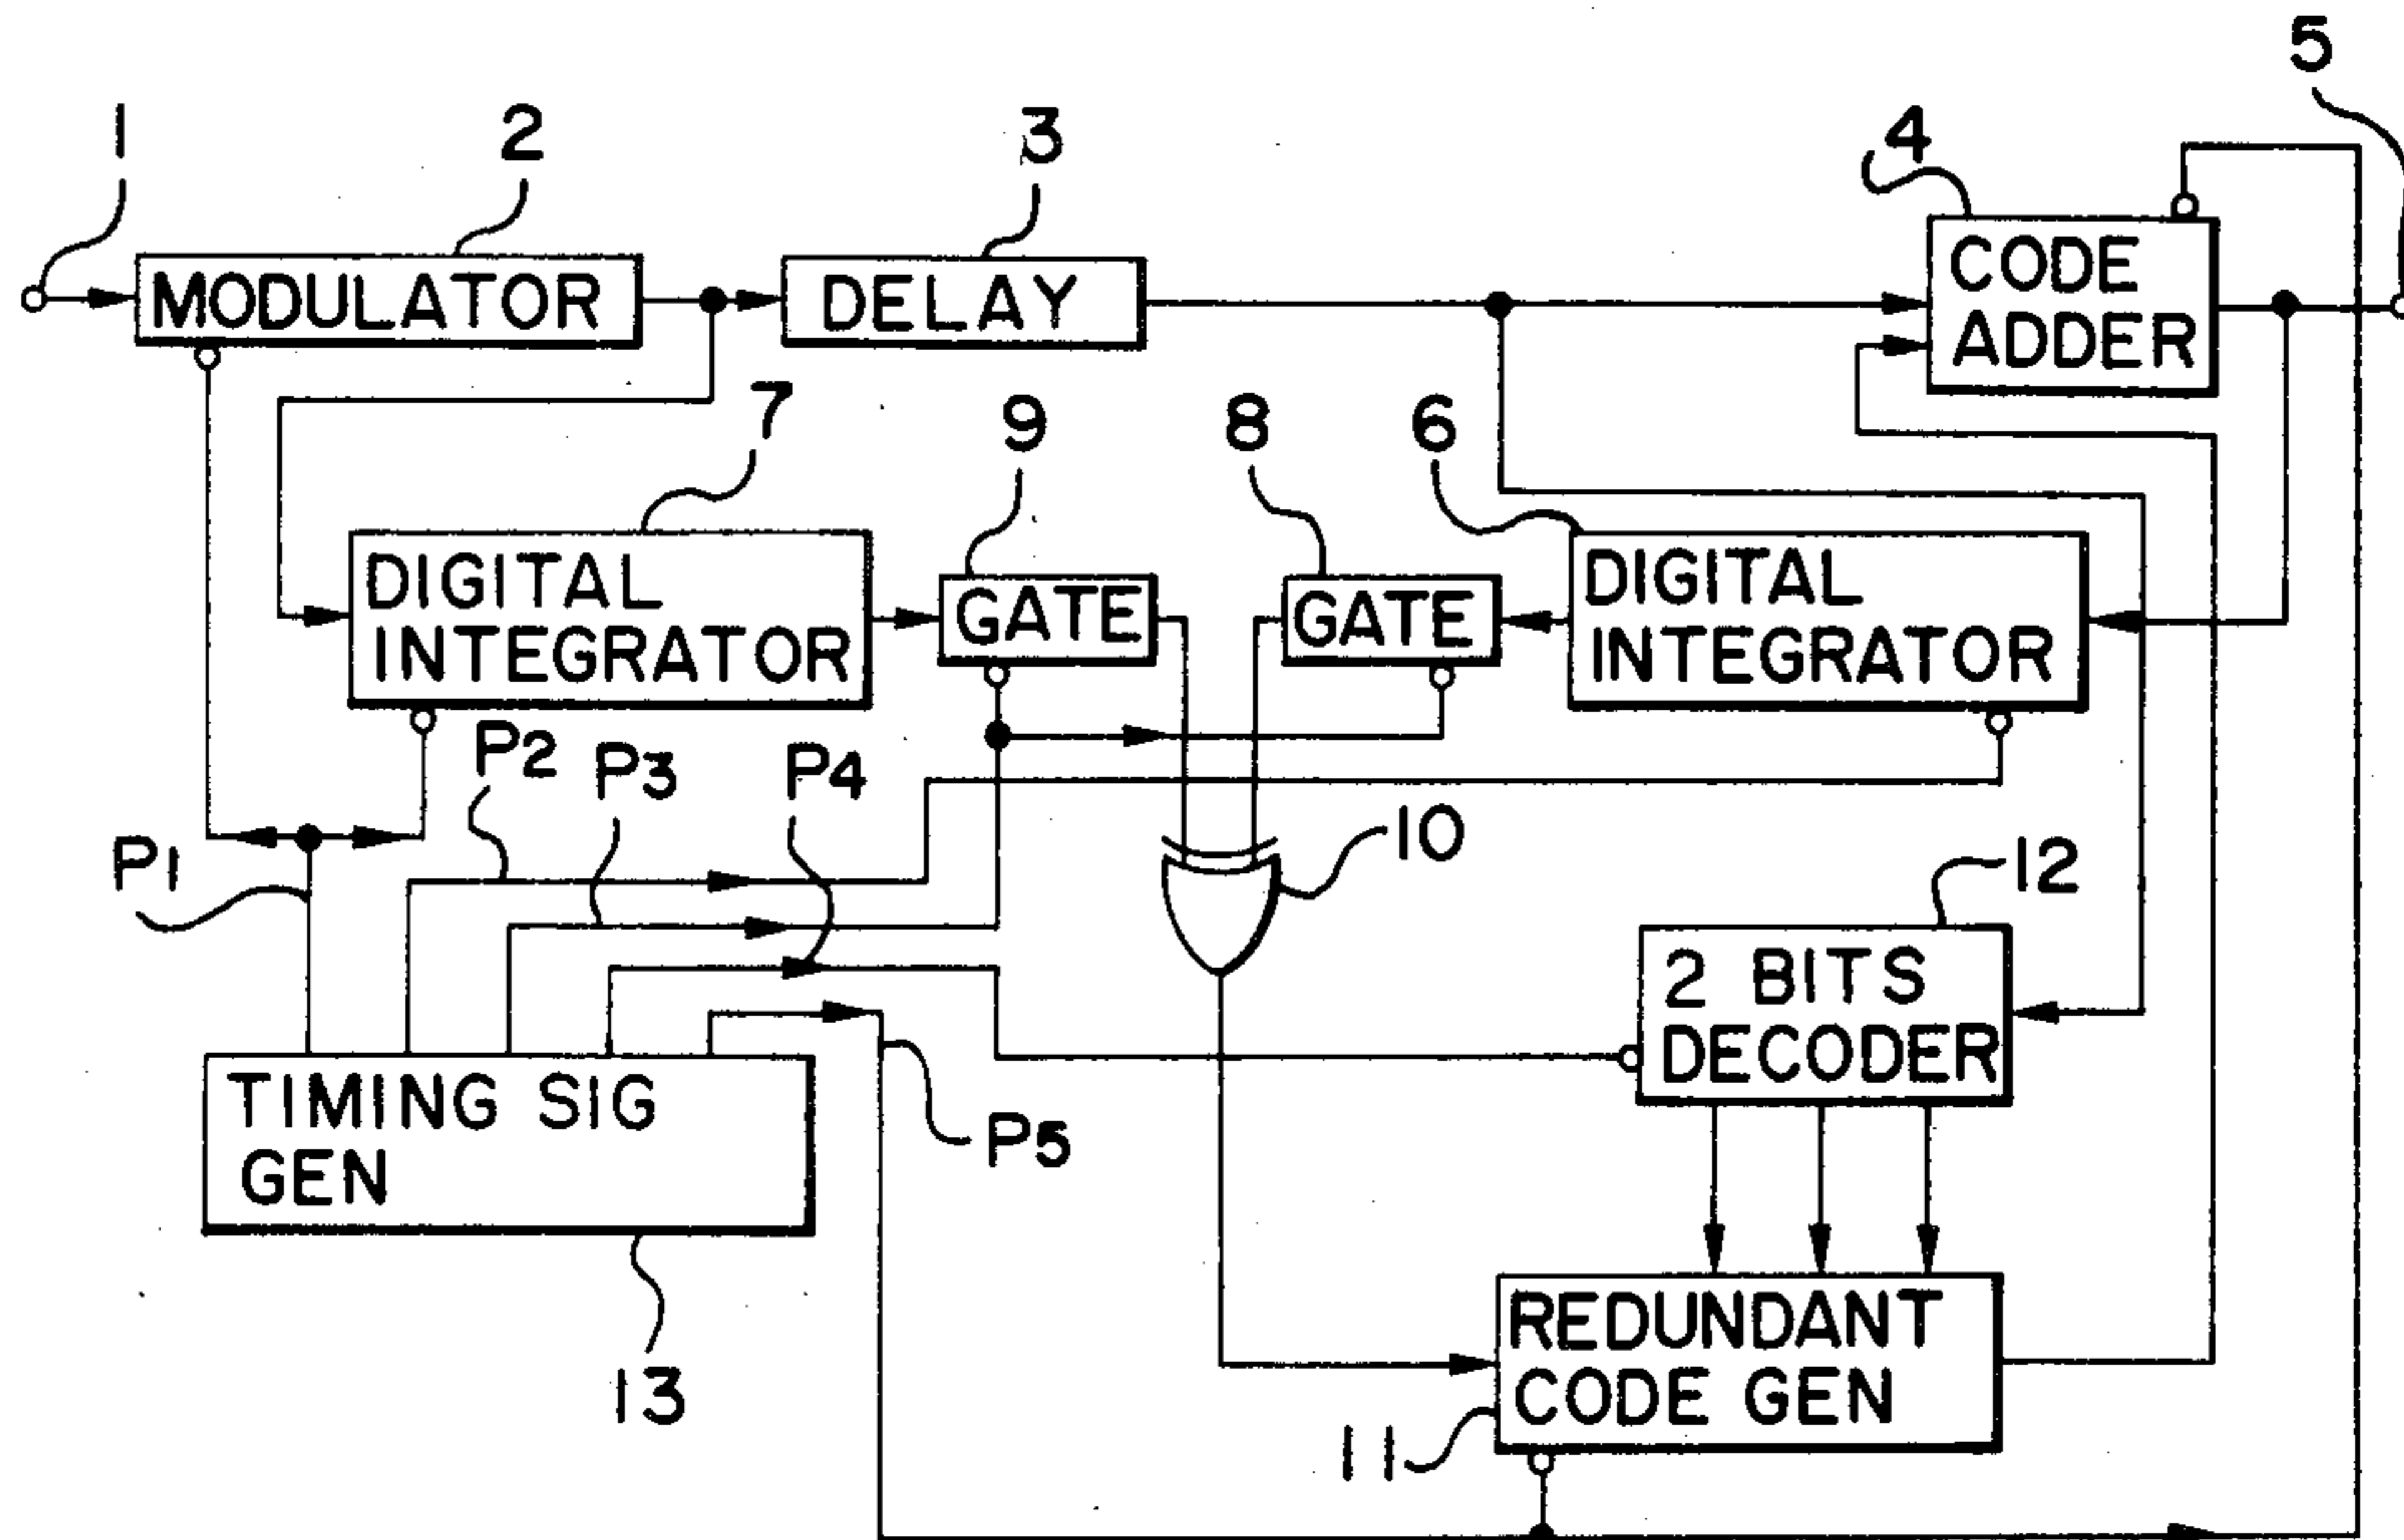 5
1
2
3
4
MODULATOR
DELAY
CODE
ADDER
7
9
8
6
DIGITAL
INTEGRATOR
GATE
GATE
DIGITAL
INTEGRATOR
P2
P3
P4
P1
10
12
2 BITS
DECODER
TIMING SIG
GEN
P5
13
REDUNDANT
CODE GEN
11